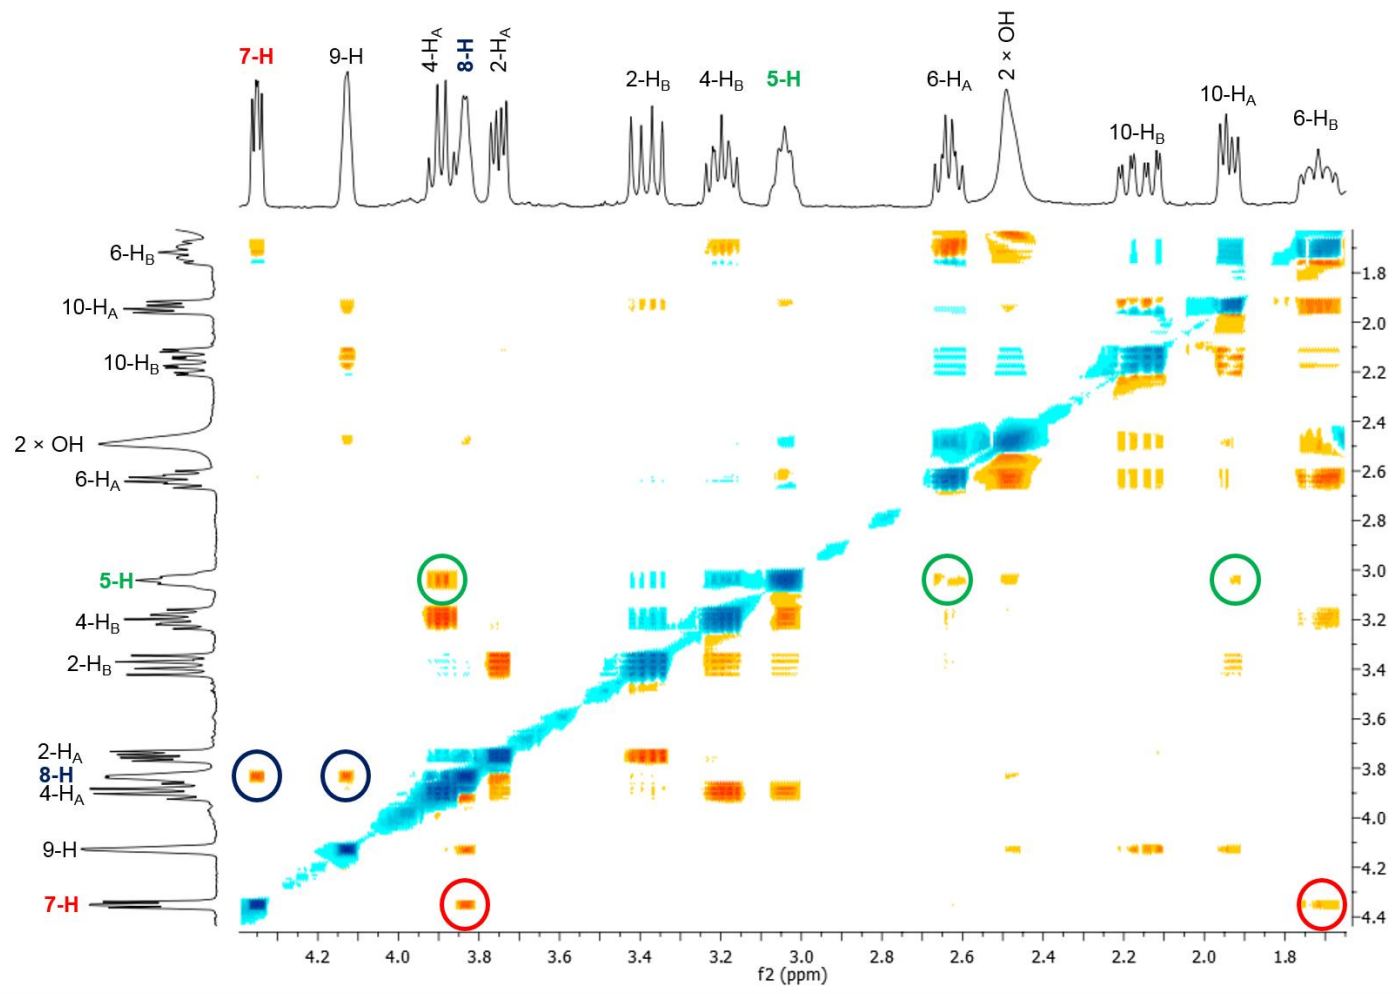 7-H 9-H 4-HA 8-H 2-HA 2-HB 4-HB 5-H 6-HA 2 × OH 10-HB 10-HA 6-HB
6-HB
1.8
10-HA
2.0
10-HB
2.2
2.4
2 × OH
6-HA
2.6
2.8
5-H
3.0
4-HB
3.2
2-HB
3.4
3.6
2-HA
8-H
3.8
4-HA
4.0
9-H
4.2
7-H
4.4
4.2 4.0 3.8 3.6 3.4 3.2 3.0 2.8 2.6 2.4 2.2 2.0 1.8
f2 (ppm)